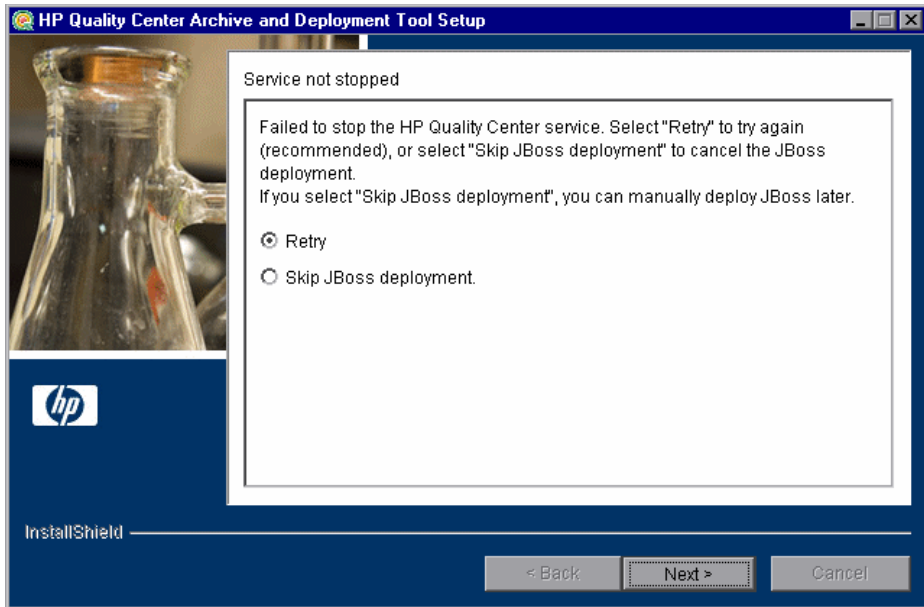 HP Quality Center Archive and Deployment Tool Setup
Service not stopped
Failed to stop the HP Quality Center service. Select "Retry" to try again
(recommended), or select "Skip JBoss deployment" to cancel the JBoss
deployment.
If you select "Skip JBoss deployment", you can manually deploy JBoss later.
Retry
Skip JBoss deployment.
hp
InstallShield
< Back
Next >
Cancel